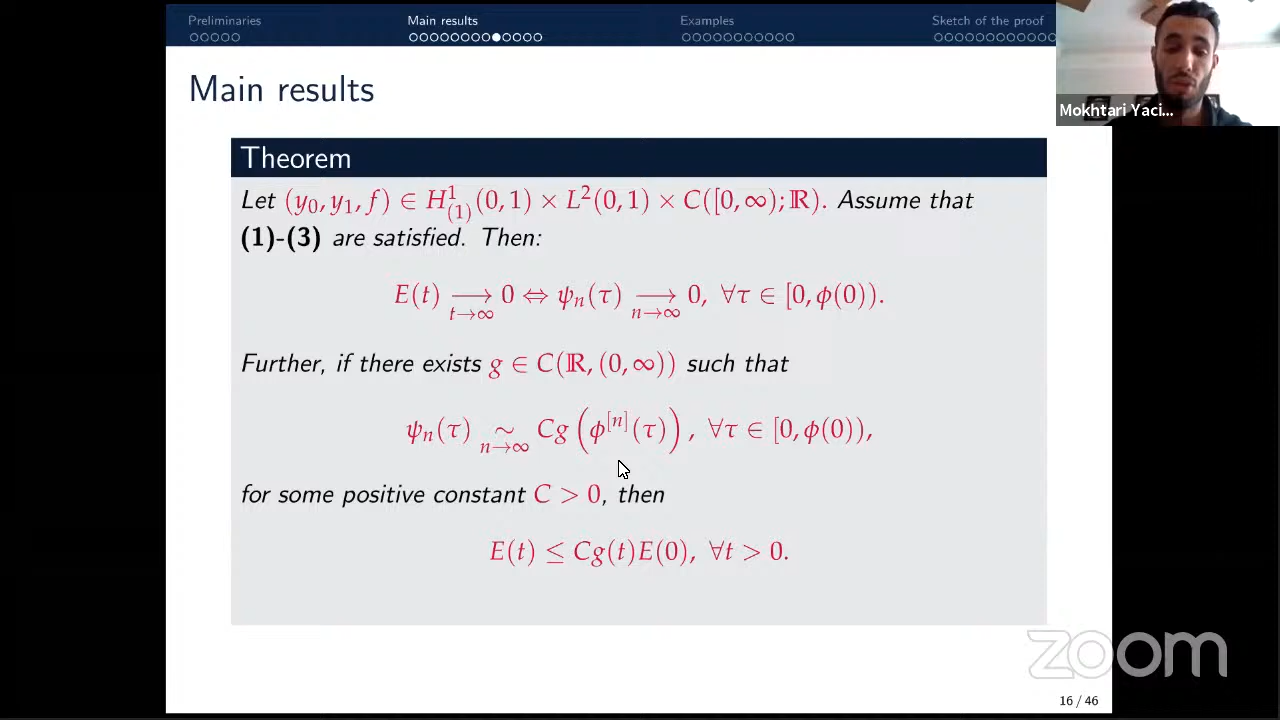 Preliminaries Main results Examples Sketch of the proof
Mokhtari Yaci...
Main results
Theorem
Let (y₀, y₁, f) ∈ H¹₍₁₎(0, 1) × L²(0, 1) × C([0, ∞); ℝ). Assume that
(1)-(3) are satisfied. Then:
E(t) ⟶_{t→∞} 0 ⇔ ψₙ(τ) ⟶_{n→∞} 0, ∀τ ∈ [0, ϕ(0)).
Further, if there exists g ∈ C(ℝ, (0, ∞)) such that
ψₙ(τ) ∼_{n→∞} Cg(ϕ^{[n]}(τ)), ∀τ ∈ [0, ϕ(0)),
for some positive constant C > 0, then
E(t) ≤ Cg(t)E(0), ∀t > 0.
zoom
16 / 46